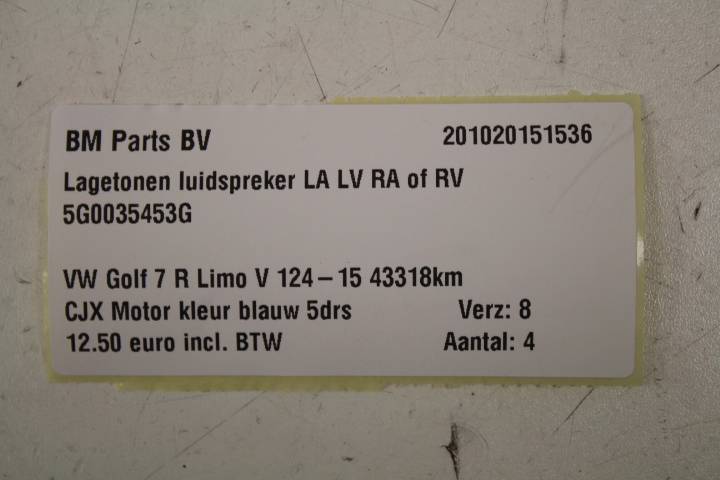 BM Parts BV 201020151536
Lagetonen luidspreker LA LV RA of RV
5G0035453G
VW Golf 7 R Limo V 124 – 15 43318km
CJX Motor kleur blauw 5drs Verz: 8
12.50 euro incl. BTW Aantal: 4